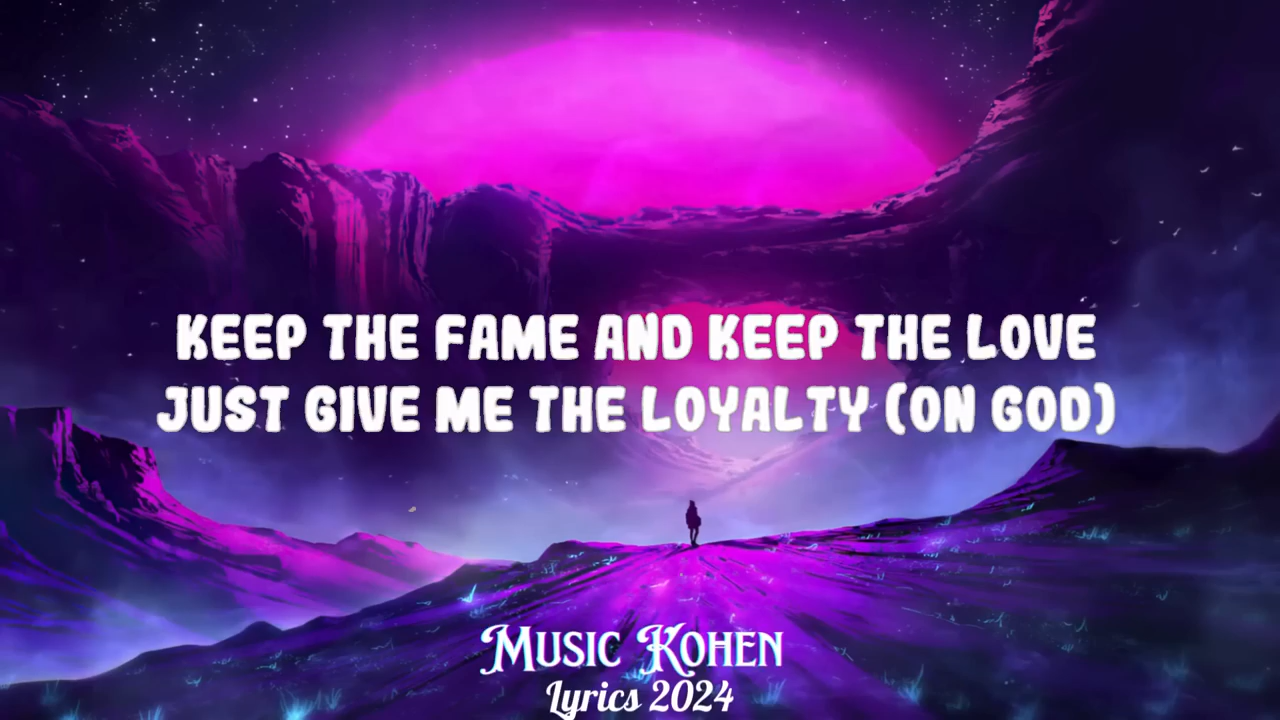 KEEP THE FAME AND KEEP THE LOVE
JUST GIVE ME THE LOYALTY (ON GOD)
MUSIC KOHEN
Lyrics 2024